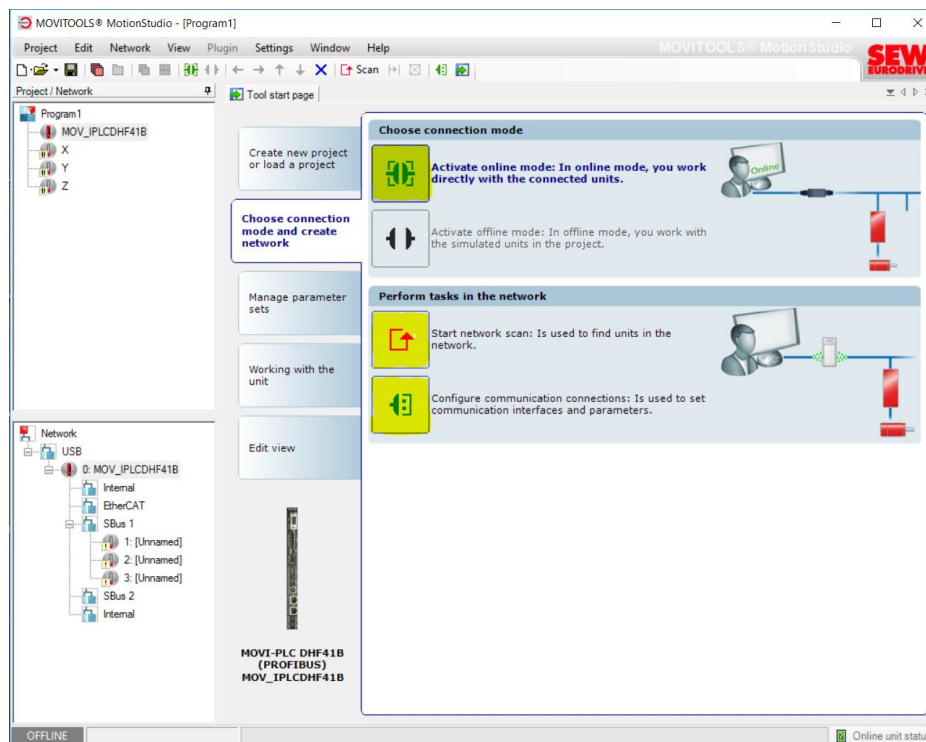 MOVITOOLS® MotionStudio - [Program1]
Project Edit Network View Plugin Settings Window Help
MOVITOOLS® MotionStudio
SEW
EURODRIVE
Scan
Project / Network
Tool start page
Program1
MOV_IPLCDHF41B
X
Y
Z
Create new project
or load a project
Choose connection
mode and create
network
Manage parameter
sets
Working with the
unit
Edit view
MOVI-PLC DHF41B
(PROFIBUS)
MOV_IPLCDHF41B
Choose connection mode
Activate online mode: In online mode, you work
directly with the connected units.
Online
Activate offline mode: In offline mode, you work with
the simulated units in the project.
Perform tasks in the network
Start network scan: Is used to find units in the
network.
Configure communication connections: Is used to set
communication interfaces and parameters.
Network
USB
0: MOV_IPLCDHF41B
Internal
EtherCAT
SBus 1
1: [Unnamed]
2: [Unnamed]
3: [Unnamed]
SBus 2
Internal
OFFLINE
Online unit statu